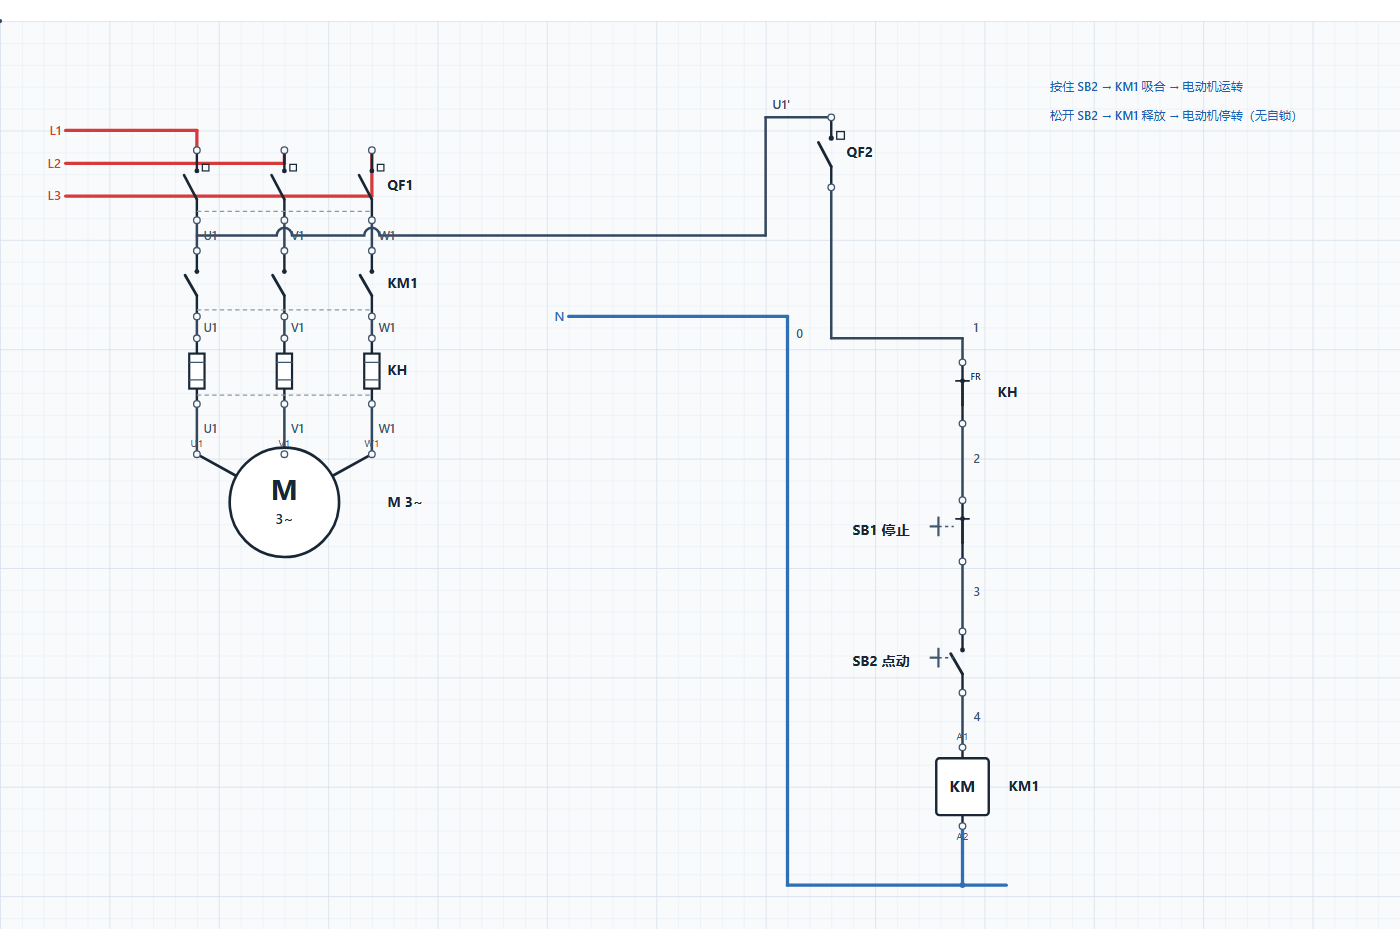 按住 SB2 → KM1 吸合 → 电动机运转
U1'
松开 SB2 → KM1 释放 → 电动机停转（无自锁）
L1
QF2
L2
QF1
L3
U1 V1 W1
KM1
N
U1 V1 W1
0
1
KH
FR
KH
U1 V1 W1
U1 V1 W1
2
M
3~
M 3~
SB1 停止
3
SB2 点动
4
A1
KM
KM1
A2